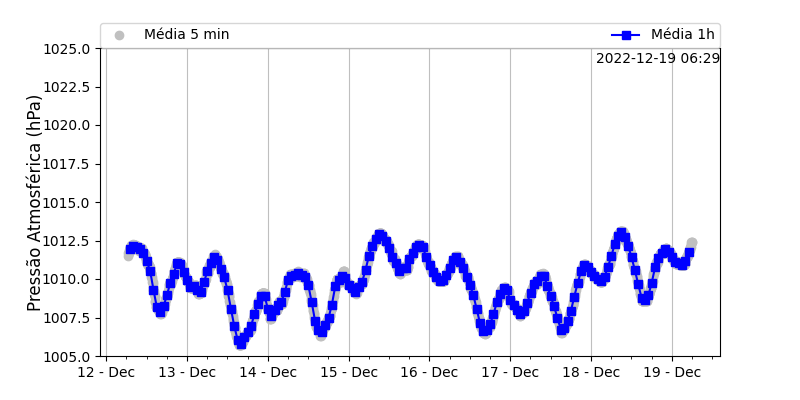 Média 5 min
Média 1h
2022-12-19 06:29
Pressão Atmosférica (hPa)
1025.0
1022.5
1020.0
1017.5
1015.0
1012.5
1010.0
1007.5
1005.0
12 - Dec
13 - Dec
14 - Dec
15 - Dec
16 - Dec
17 - Dec
18 - Dec
19 - Dec